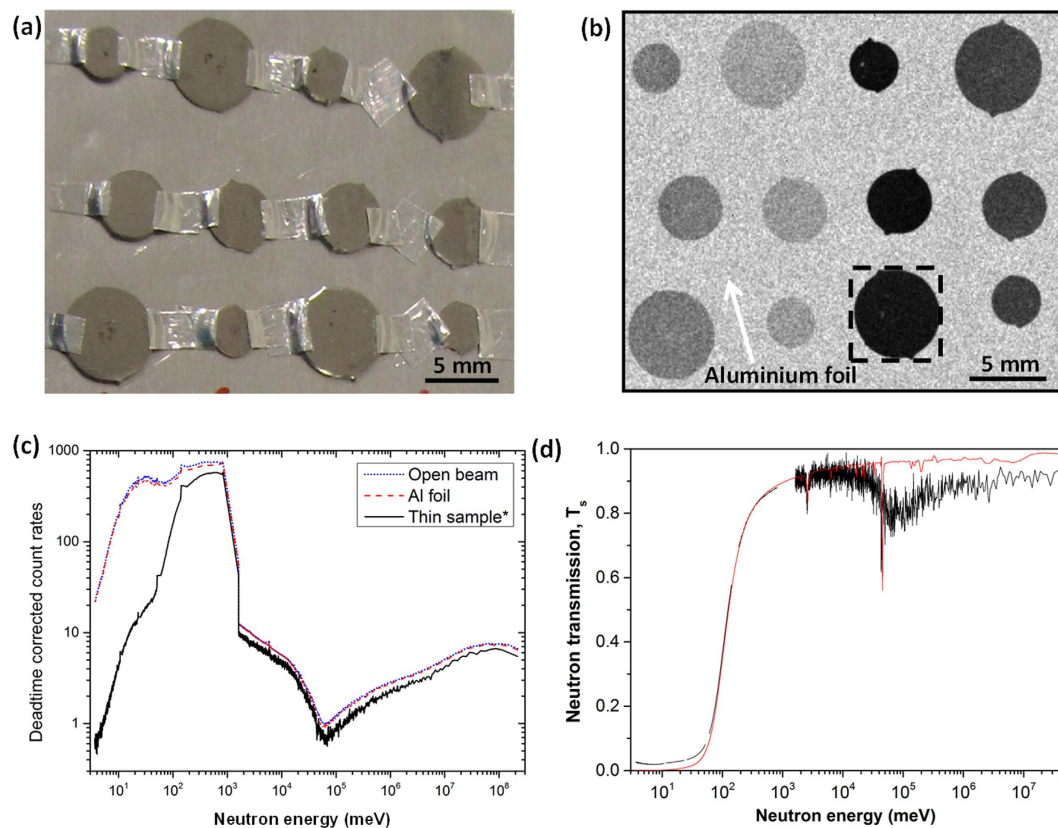 (a)
5 mm
(b)
Aluminium foil
5 mm
(c)
1000
100
10
1
Deadtime corrected count rates
Open beam
Al foil
Thin sample*
10¹ 10² 10³ 10⁴ 10⁵ 10⁶ 10⁷ 10⁸
Neutron energy (meV)
(d)
1.0
0.8
0.6
0.4
0.2
0.0
Neutron transmission, Tₛ
10¹ 10² 10³ 10⁴ 10⁵ 10⁶ 10⁷
Neutron energy (meV)